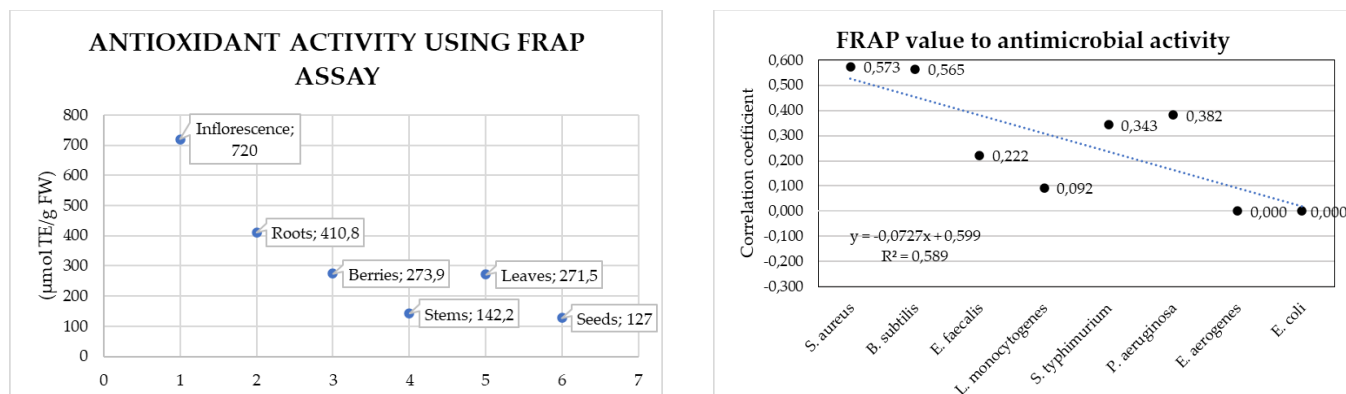 ANTIOXIDANT ACTIVITY USING FRAP
ASSAY
(µmol TE/g FW)
800
700
600
500
400
300
200
100
0
Inflorescence;
720
Roots; 410,8
Berries; 273,9
Stems; 142,2
Leaves; 271,5
Seeds; 127
0 1 2 3 4 5 6 7
FRAP value to antimicrobial activity
Correlation coefficient
0,600
0,500
0,400
0,300
0,200
0,100
0,000
-0,100
-0,200
-0,300
0,573
0,565
0,222
0,092
0,343
0,382
0,000
0,000
y = -0,0727x + 0,599
R² = 0,589
S. aureus
B. subtilis
E. faecalis
L. monocytogenes
S. typhimurium
P. aeruginosa
E. aerogenes
E. coli